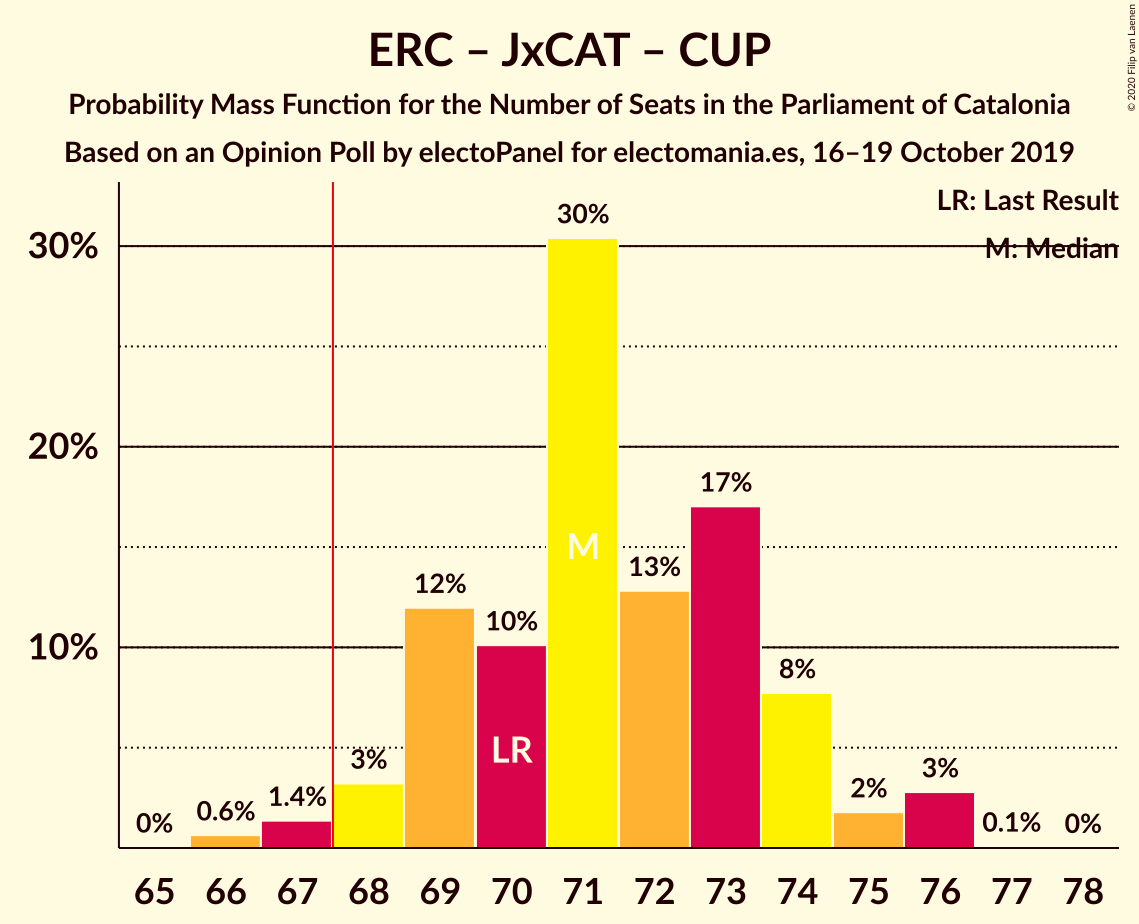 ERC – JxCAT – CUP
Probability Mass Function for the Number of Seats in the Parliament of Catalonia
Based on an Opinion Poll by electoPanel for electomania.es, 16–19 October 2019
© 2020 Filip van Laenen
LR: Last Result
M: Median
30%
20%
10%
0%
0.6%
1.4%
3%
12%
10%
30%
13%
17%
8%
2%
3%
0.1%
0%
LR
M
65 66 67 68 69 70 71 72 73 74 75 76 77 78